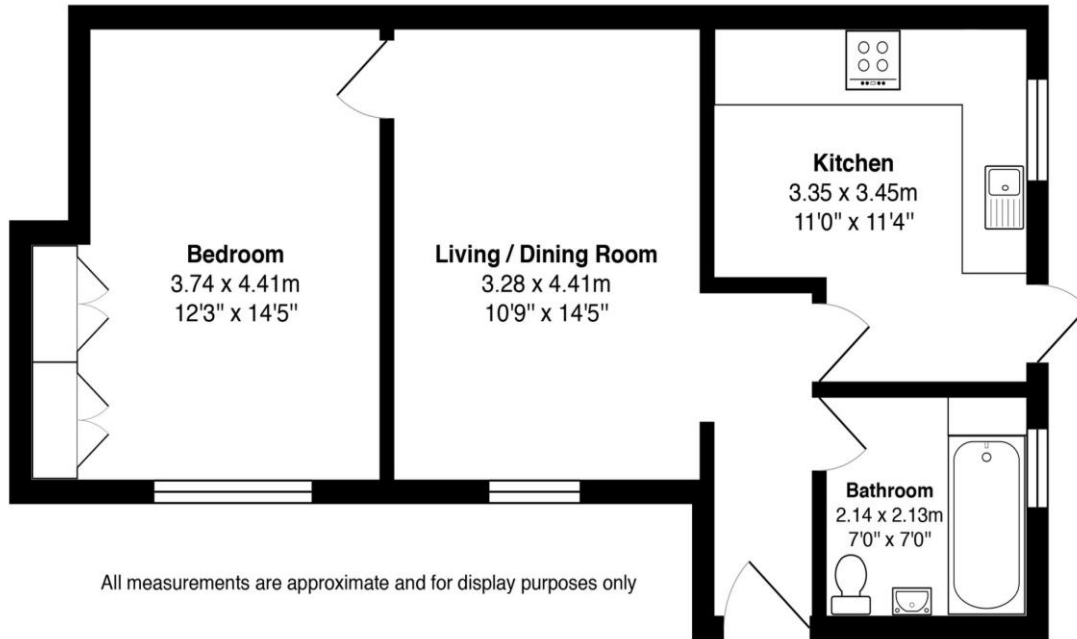 Kitchen
3.35 x 3.45m
11'0" x 11'4"
Bedroom
3.74 x 4.41m
12'3" x 14'5"
Living / Dining Room
3.28 x 4.41m
10'9" x 14'5"
Bathroom
2.14 x 2.13m
7'0" x 7'0"
All measurements are approximate and for display purposes only